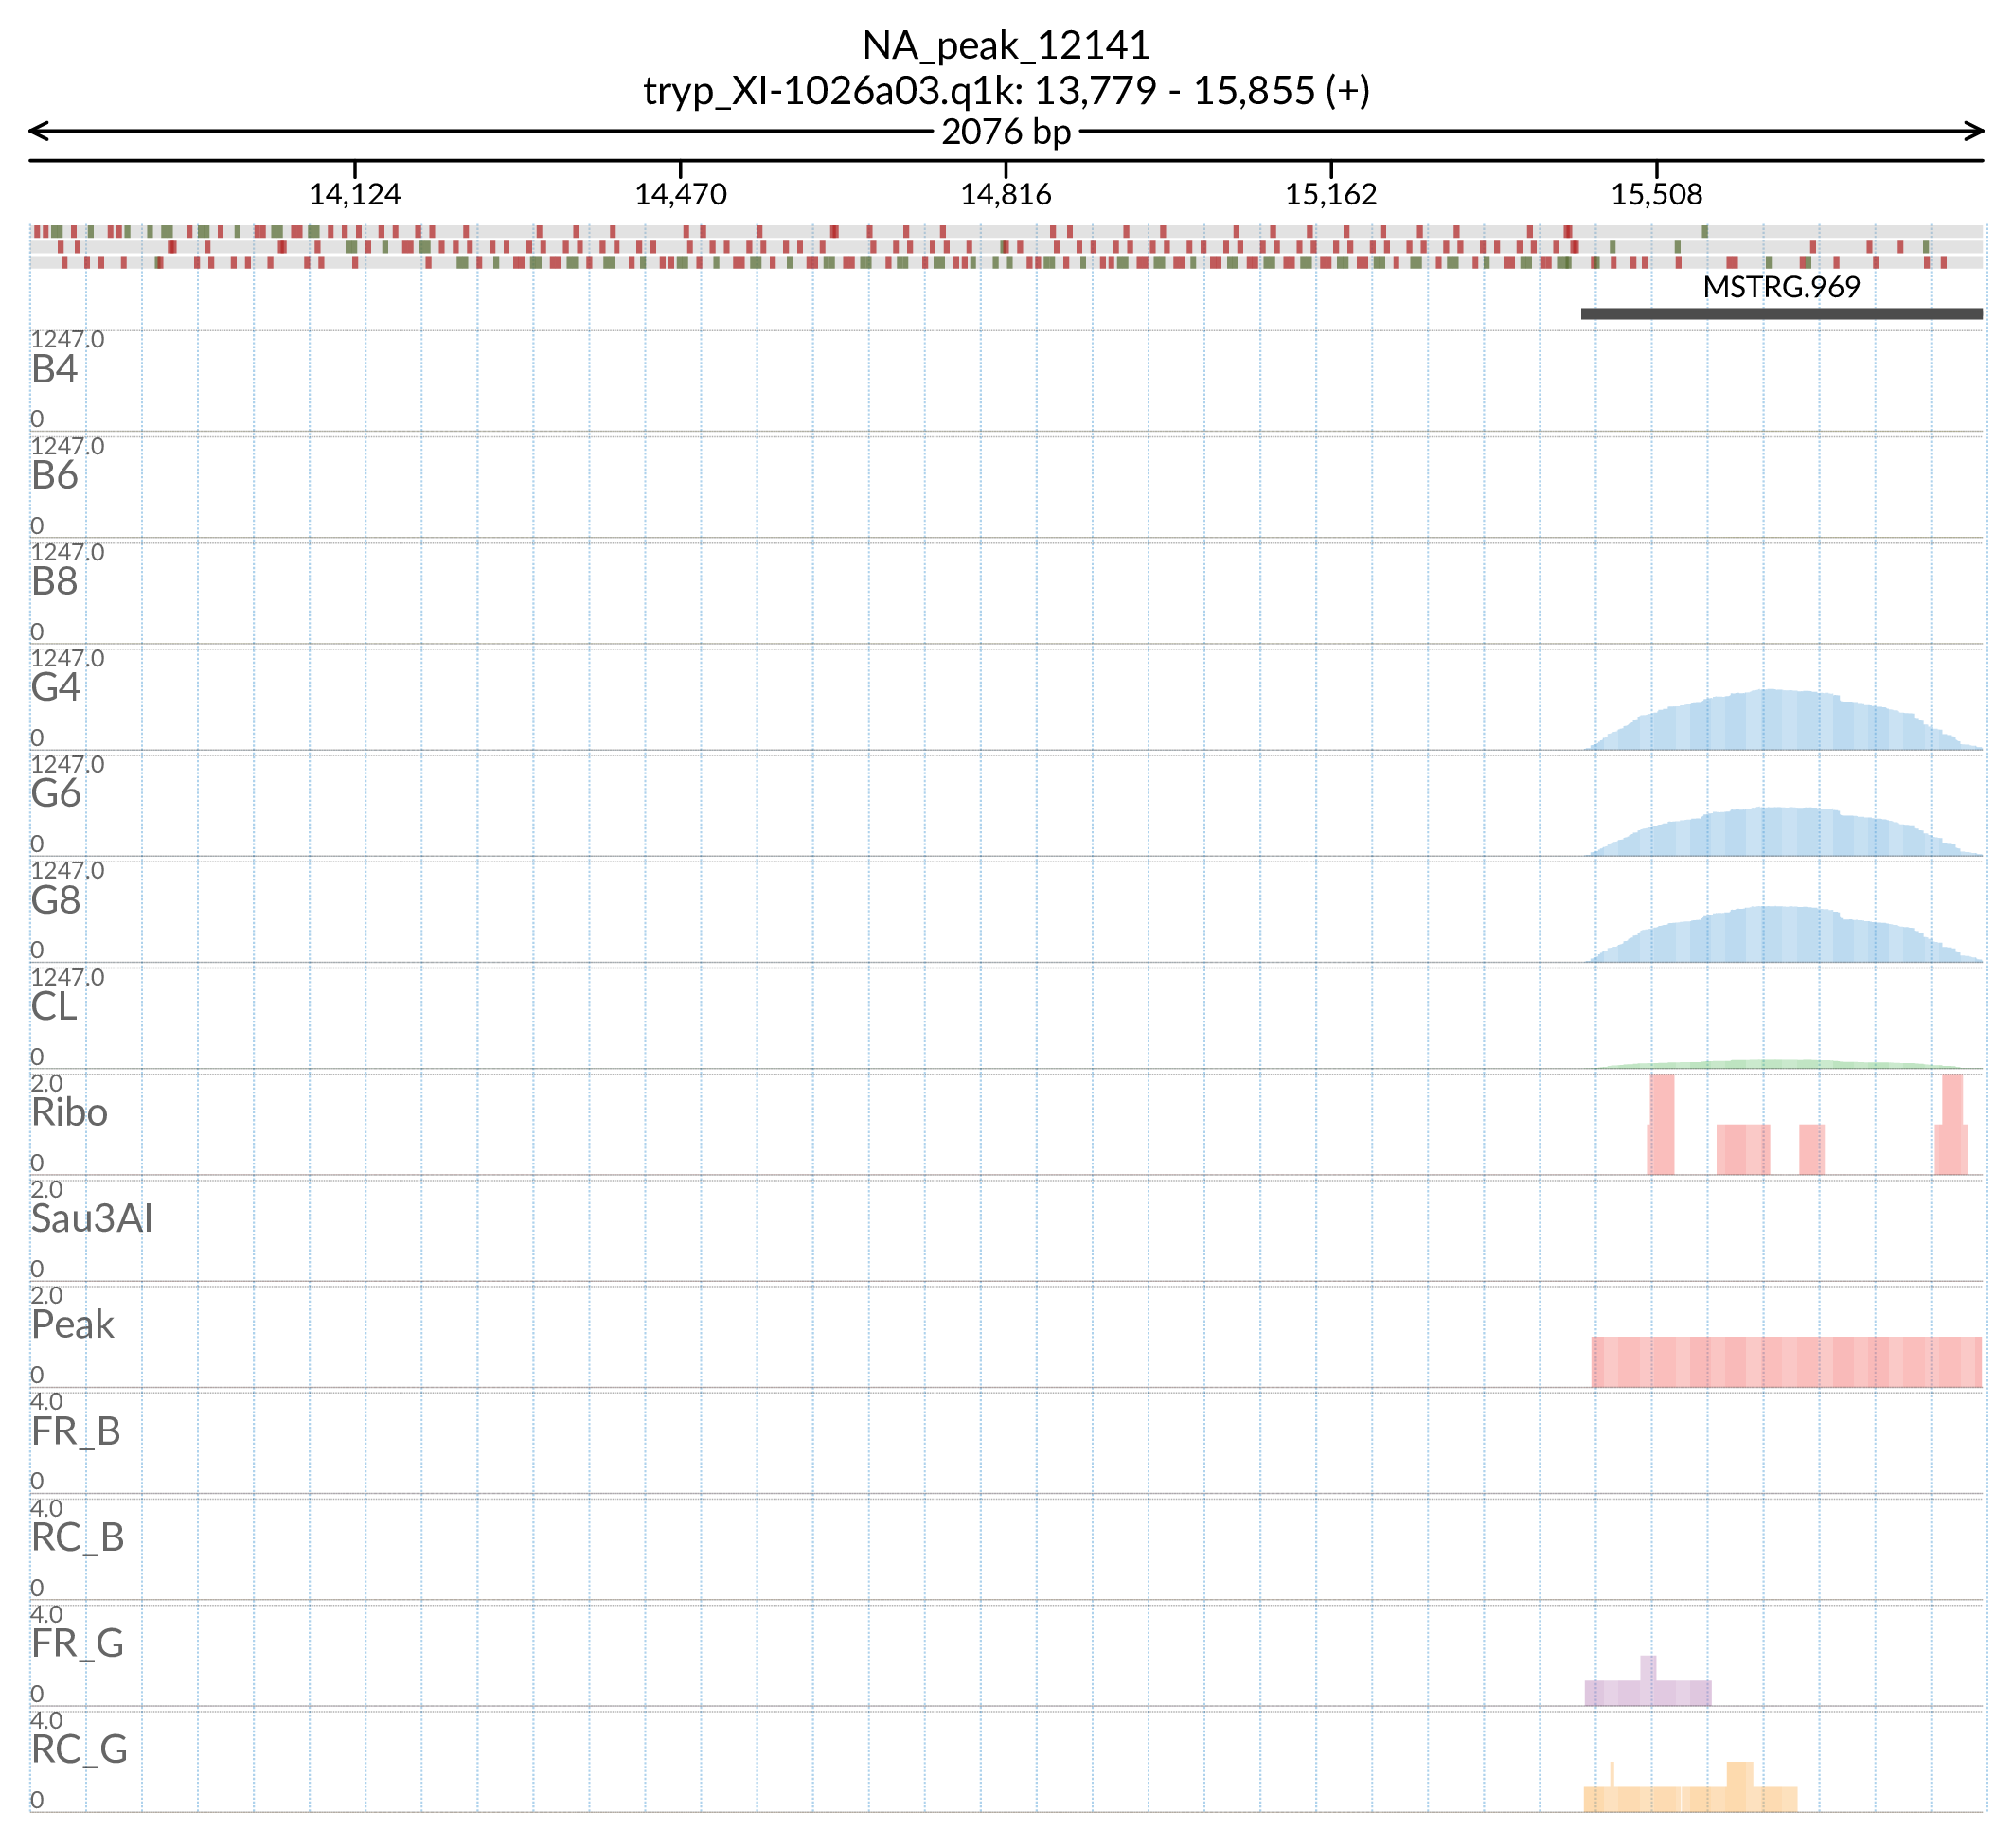 NA_peak_12141
tryp_XI-1026a03.q1k: 13,779 - 15,855 (+)
2076 bp
14,124 14,470 14,816 15,162 15,508
MSTRG.969
1247.0
B4
0
1247.0
B6
0
1247.0
B8
0
1247.0
G4
0
1247.0
G6
0
1247.0
G8
0
1247.0
CL
0
2.0
Ribo
0
2.0
Sau3AI
0
2.0
Peak
0
4.0
FR_B
0
4.0
RC_B
0
4.0
FR_G
0
4.0
RC_G
0